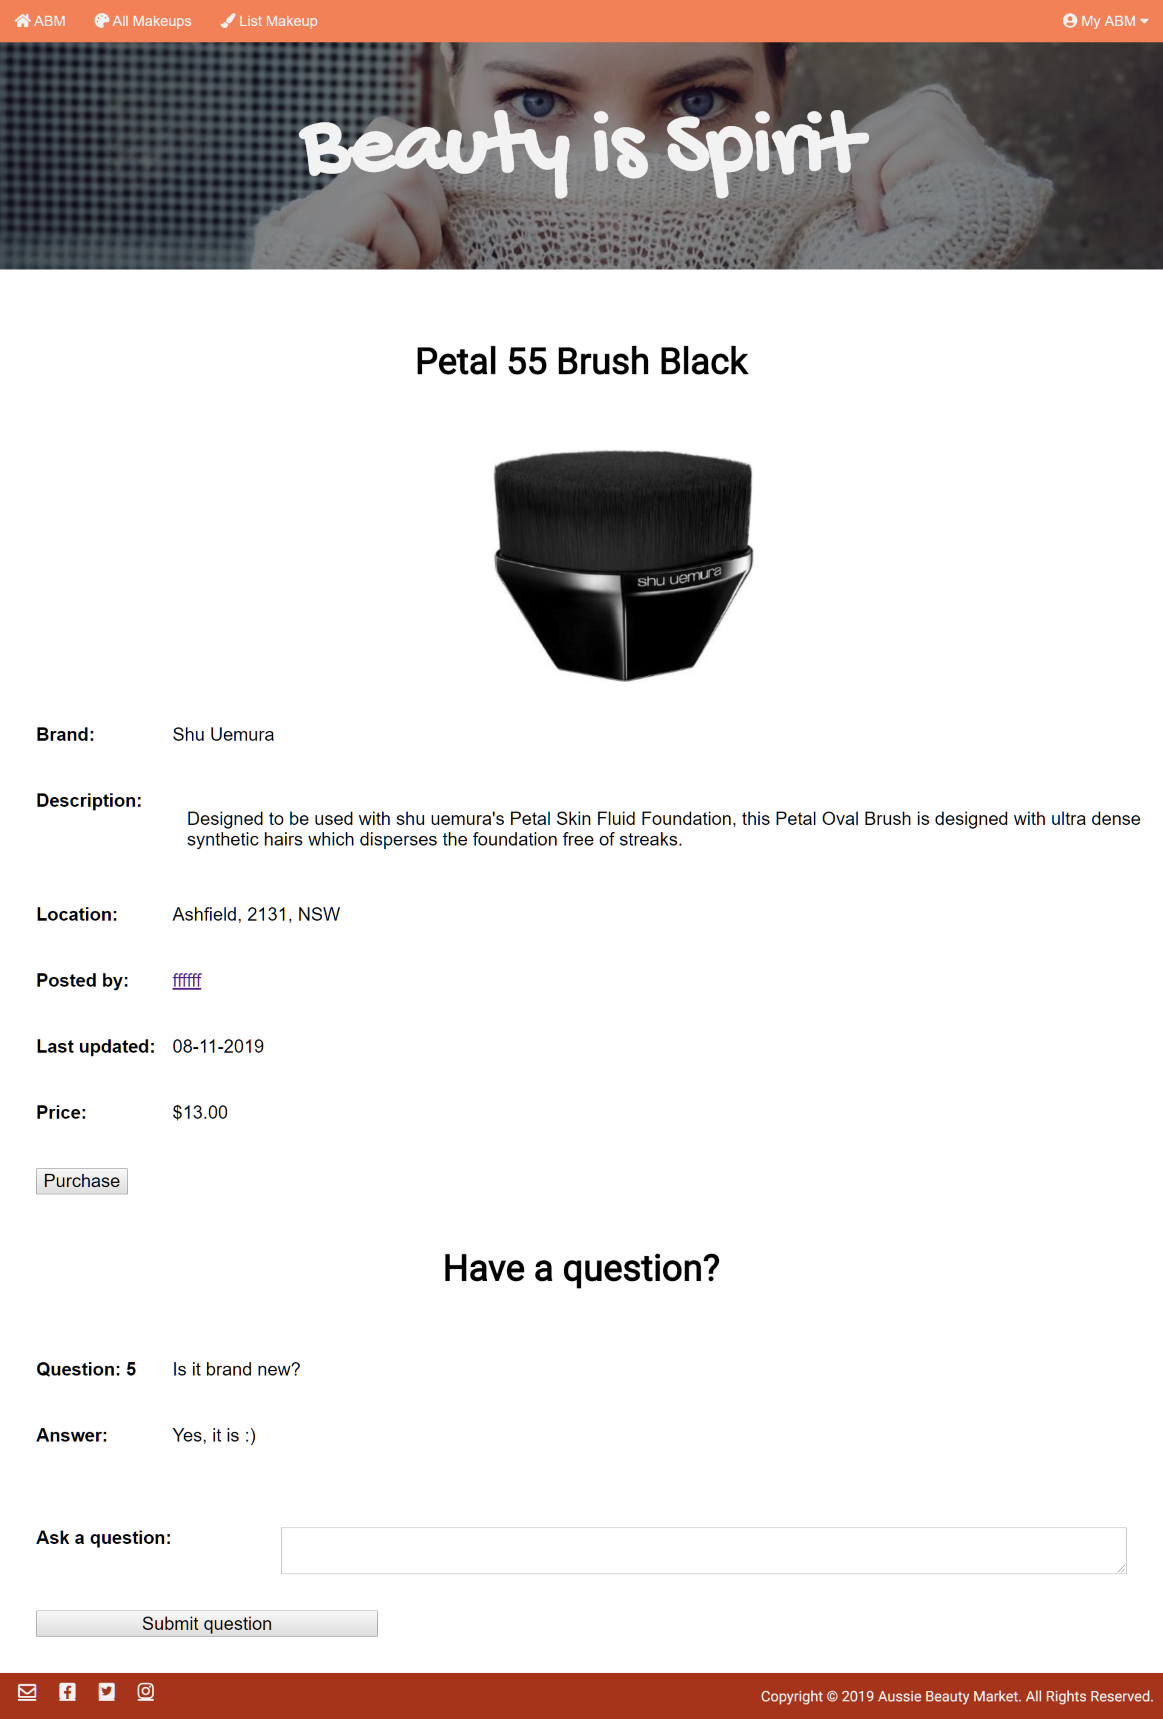 ABM All Makeups List Makeup My ABM
Beauty is Spirit
Petal 55 Brush Black
shu uemura
Brand: Shu Uemura
Description:
Designed to be used with shu uemura's Petal Skin Fluid Foundation, this Petal Oval Brush is designed with ultra dense
synthetic hairs which disperses the foundation free of streaks.
Location: Ashfield, 2131, NSW
Posted by: ffffff
Last updated: 08-11-2019
Price: $13.00
Purchase
Have a question?
Question: 5 Is it brand new?
Answer: Yes, it is :)
Ask a question:
Submit question
Copyright © 2019 Aussie Beauty Market. All Rights Reserved.